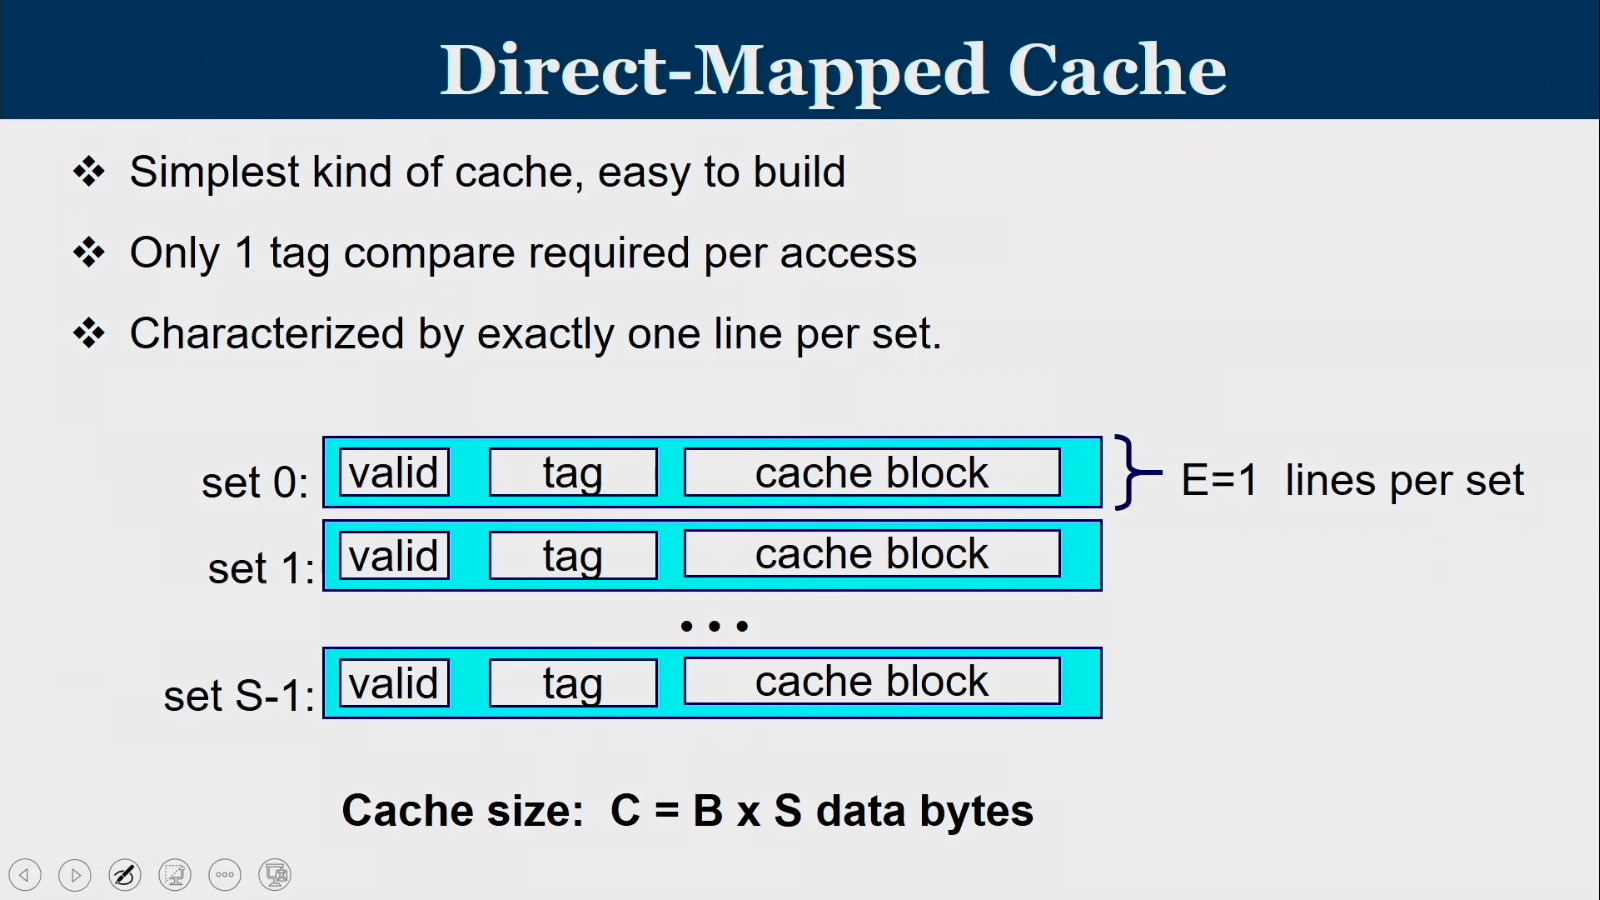 Direct-Mapped Cache
❖ Simplest kind of cache, easy to build
❖ Only 1 tag compare required per access
❖ Characterized by exactly one line per set.
set 0: valid tag cache block E=1 lines per set
set 1: valid tag cache block
• • •
set S-1: valid tag cache block
Cache size: C = B x S data bytes